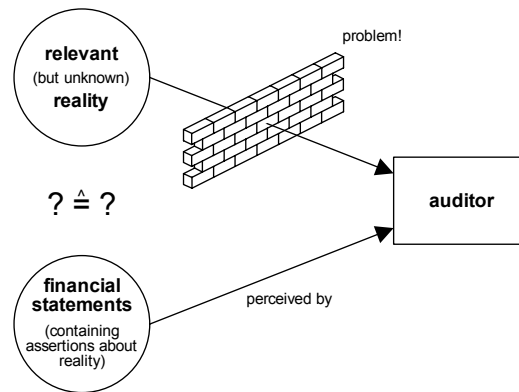 problem!
relevant
(but unknown)
reality
? ≙ ?
auditor
financial
statements
(containing
assertions about
reality)
perceived by